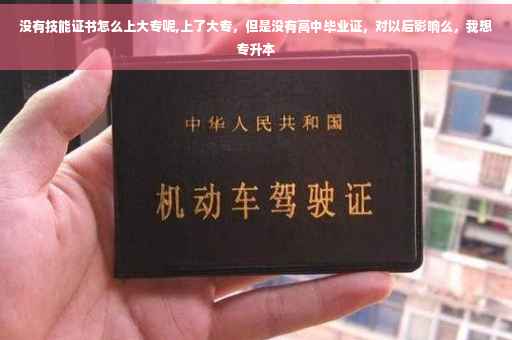 没有技能证书怎么上大专呢,上了大专，但是没有高中毕业证，对以后影响么，我想
专升本
中华人民共和国
机动车驾驶证